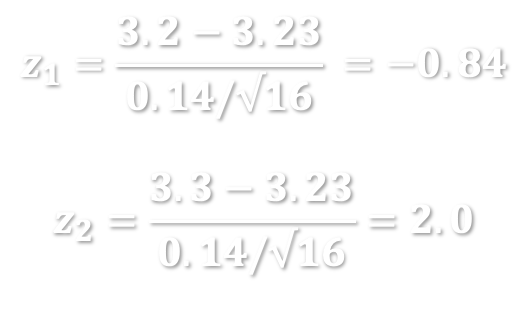 z₁ = (3.2 − 3.23)/(0.14/√16) = −0.84
z₂ = (3.3 − 3.23)/(0.14/√16) = 2.0